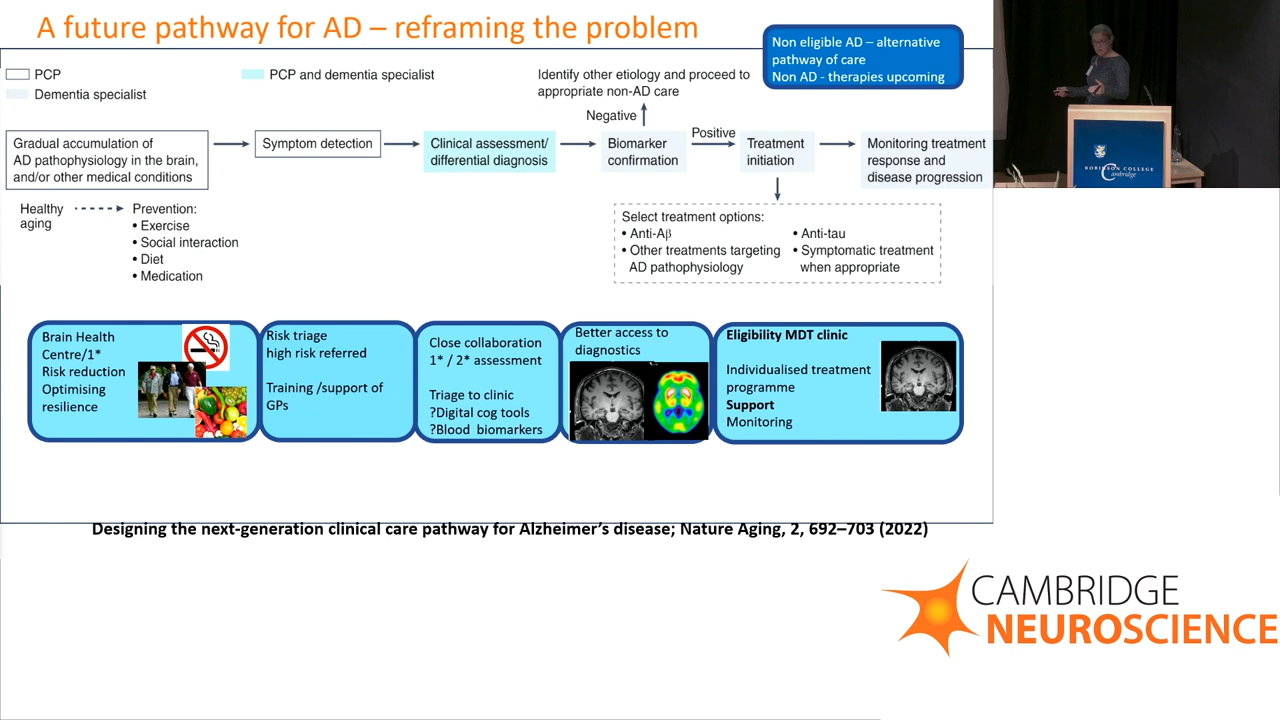 A future pathway for AD – reframing the problem
Non eligible AD – alternative
pathway of care
Non AD - therapies upcoming
PCP
PCP and dementia specialist
Dementia specialist
Identify other etiology and proceed to
appropriate non-AD care
Negative
Positive
Gradual accumulation of
AD pathophysiology in the brain,
and/or other medical conditions
Symptom detection
Clinical assessment/
differential diagnosis
Biomarker
confirmation
Treatment
initiation
Monitoring treatment
response and
disease progression
Healthy
aging
Prevention:
• Exercise
• Social interaction
• Diet
• Medication
Select treatment options:
• Anti-Aβ
• Other treatments targeting
AD pathophysiology
• Anti-tau
• Symptomatic treatment
when appropriate
Brain Health
Centre/1*
Risk reduction
Optimising
resilience
Risk triage
high risk referred
Training /support of
GPs
Close collaboration
1* / 2* assessment
Triage to clinic
?Digital cog tools
?Blood biomarkers
Better access to
diagnostics
Eligibility MDT clinic
Individualised treatment
programme
Support
Monitoring
Designing the next-generation clinical care pathway for Alzheimer's disease; Nature Aging, 2, 692–703 (2022)
ROBINSON COLLEGE
Cambridge
CAMBRIDGE
NEUROSCIENCE